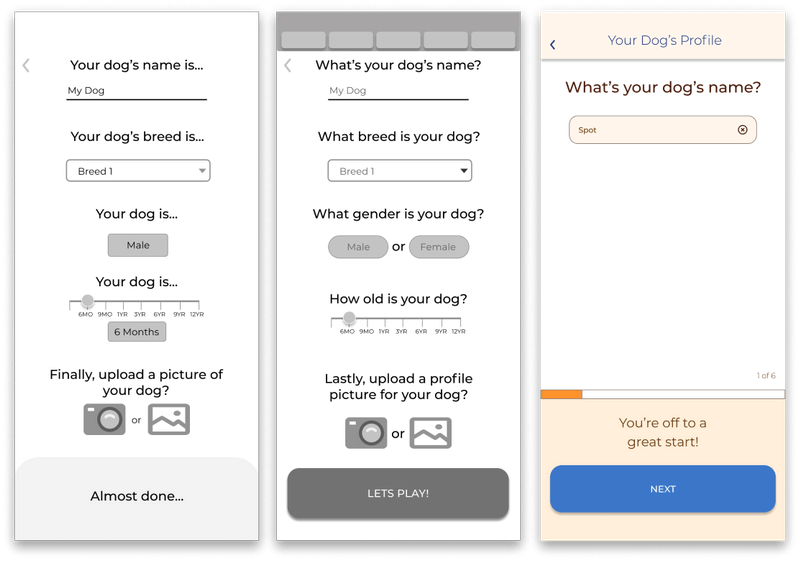 Your dog's name is...
My Dog
Your dog's breed is...
Breed 1
Your dog is...
Male
Your dog is...
6MO 9MO 1YR 3YR 6YR 9YR 12YR
6 Months
Finally, upload a picture of
your dog?
or
Almost done...
What's your dog's name?
My Dog
What breed is your dog?
Breed 1
What gender is your dog?
Male or Female
How old is your dog?
6MO 9MO 1YR 3YR 6YR 9YR 12YR
Lastly, upload a profile
picture for your dog?
or
LETS PLAY!
Your Dog's Profile
What's your dog's name?
Spot
1 of 6
You're off to a
great start!
NEXT